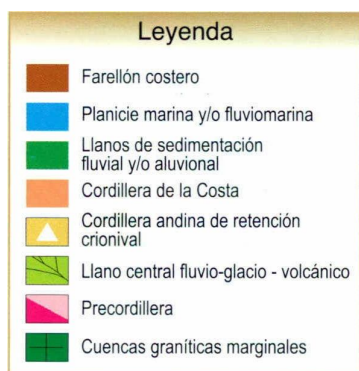 Leyenda
Farellón costero
Planicie marina y/o fluviomarina
Llanos de sedimentación
fluvial y/o aluvional
Cordillera de la Costa
Cordillera andina de retención
crionival
Llano central fluvio-glacio - volcánico
Precordillera
Cuencas graníticas marginales